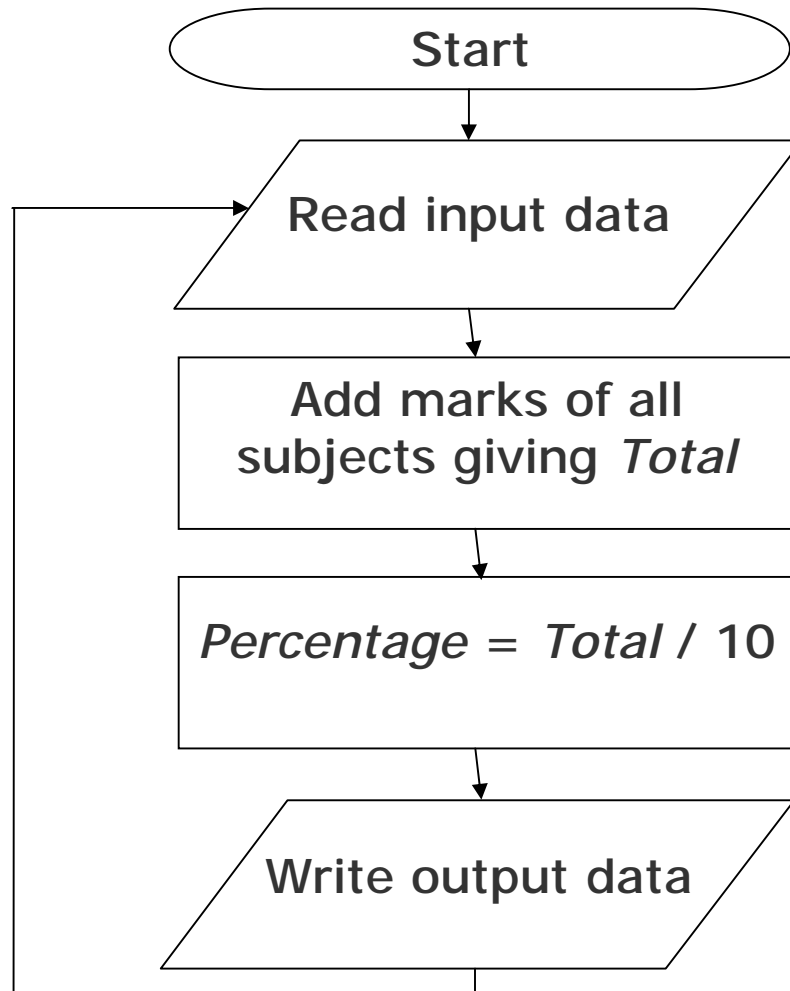 Start
Read input data
Add marks of all
subjects giving Total
Percentage = Total / 10
Write output data